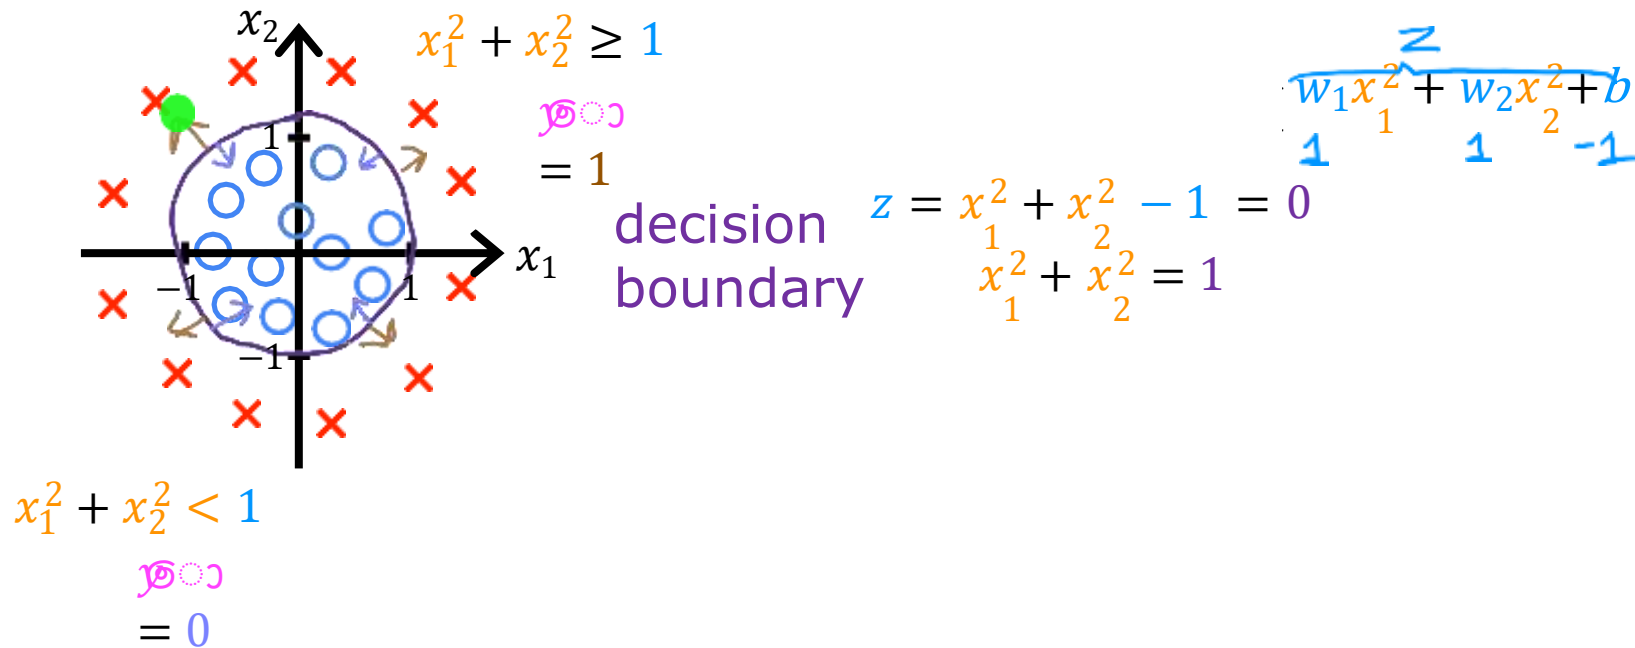 x₂
x₁² + x₂² ≥ 1
= 1
1
x₁
−1
1
−1
decision
boundary
z
w₁x₁² + w₂x₂² + b
1 1 -1
z = x₁² + x₂² − 1 = 0
x₁² + x₂² = 1
x₁² + x₂² < 1
= 0